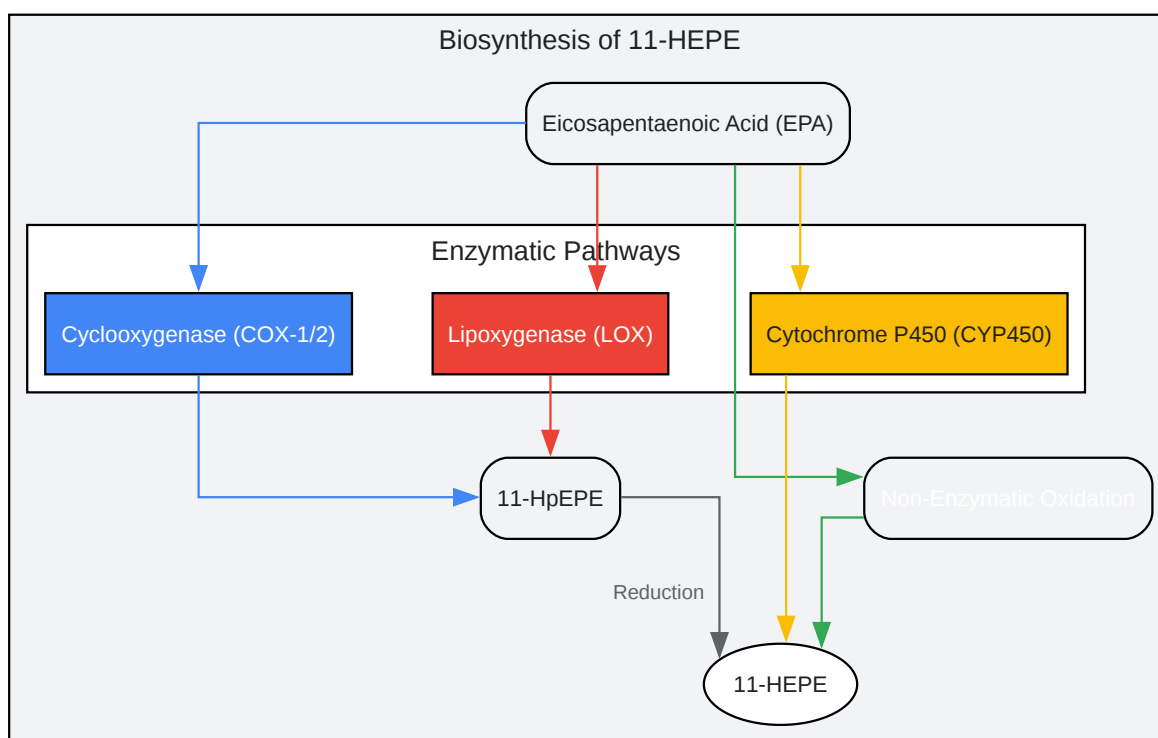 Biosynthesis of 11-HEPE
Eicosapentaenoic Acid (EPA)
Enzymatic Pathways
Cyclooxygenase (COX-1/2)
Lipoxygenase (LOX)
Cytochrome P450 (CYP450)
11-HpEPE
Non-Enzymatic Oxidation
Reduction
11-HEPE